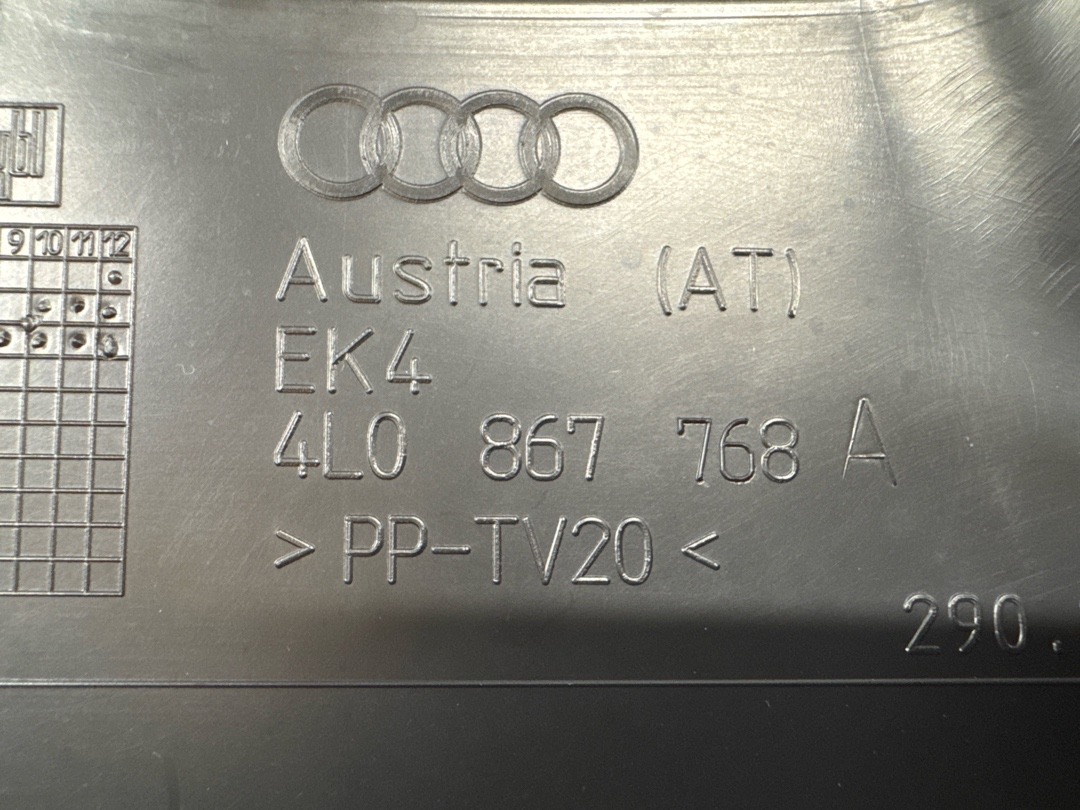 9 10 11 12
Austria (AT)
EK4
4L0 867 768 A
>PP-TV20<
290.